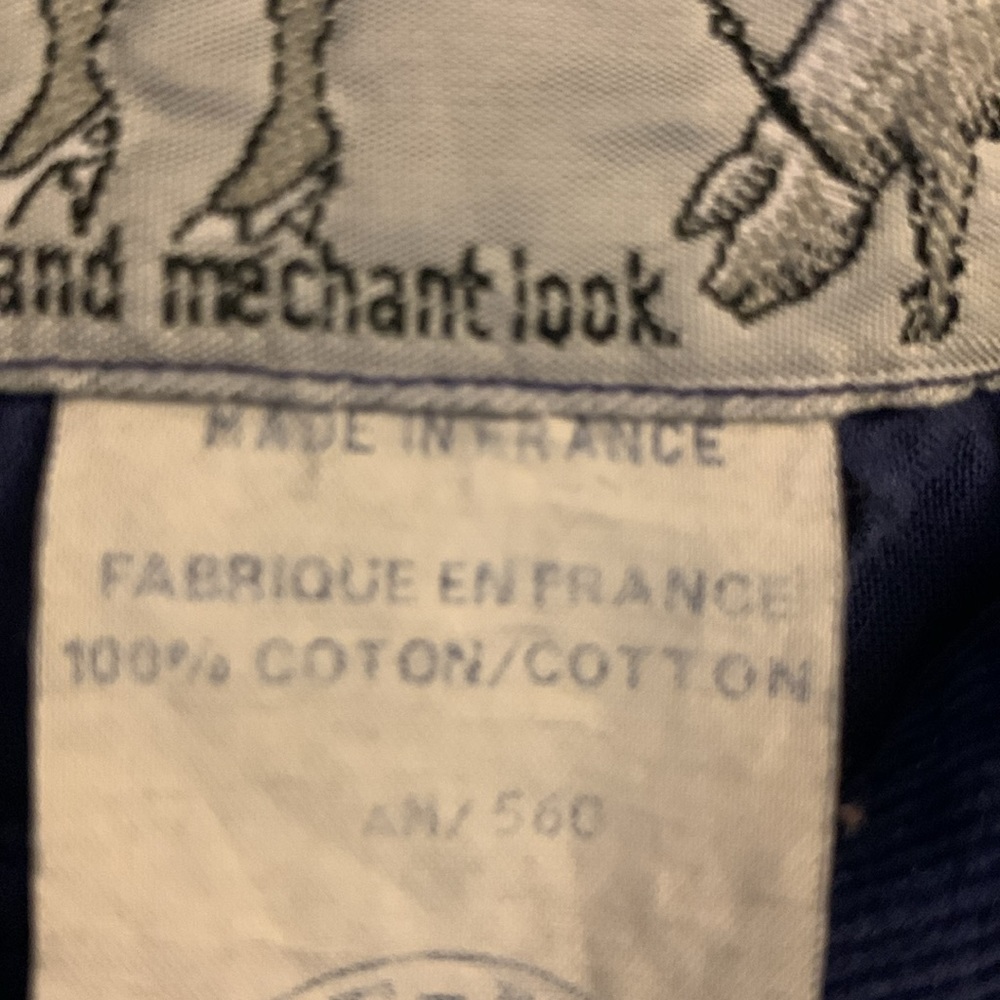 and mechant look.
MADE IN FRANCE
FABRIQUE EN FRANCE
100% COTON/COTTON
AM/ 560